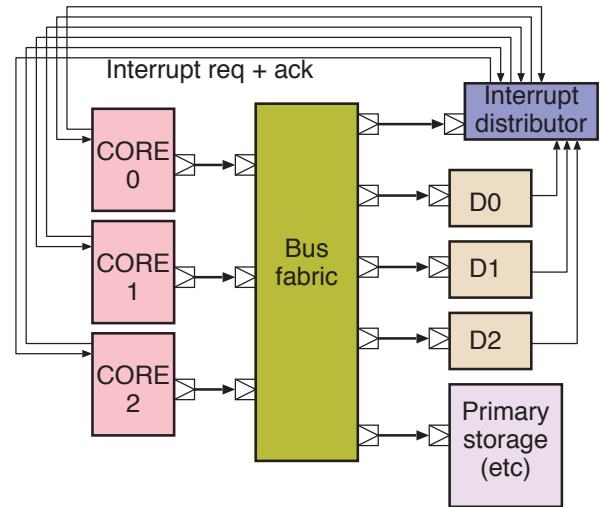 Interrupt req + ack
Interrupt
distributor
CORE
0
Bus
fabric
D0
CORE
1
D1
CORE
2
D2
Primary
storage
(etc)